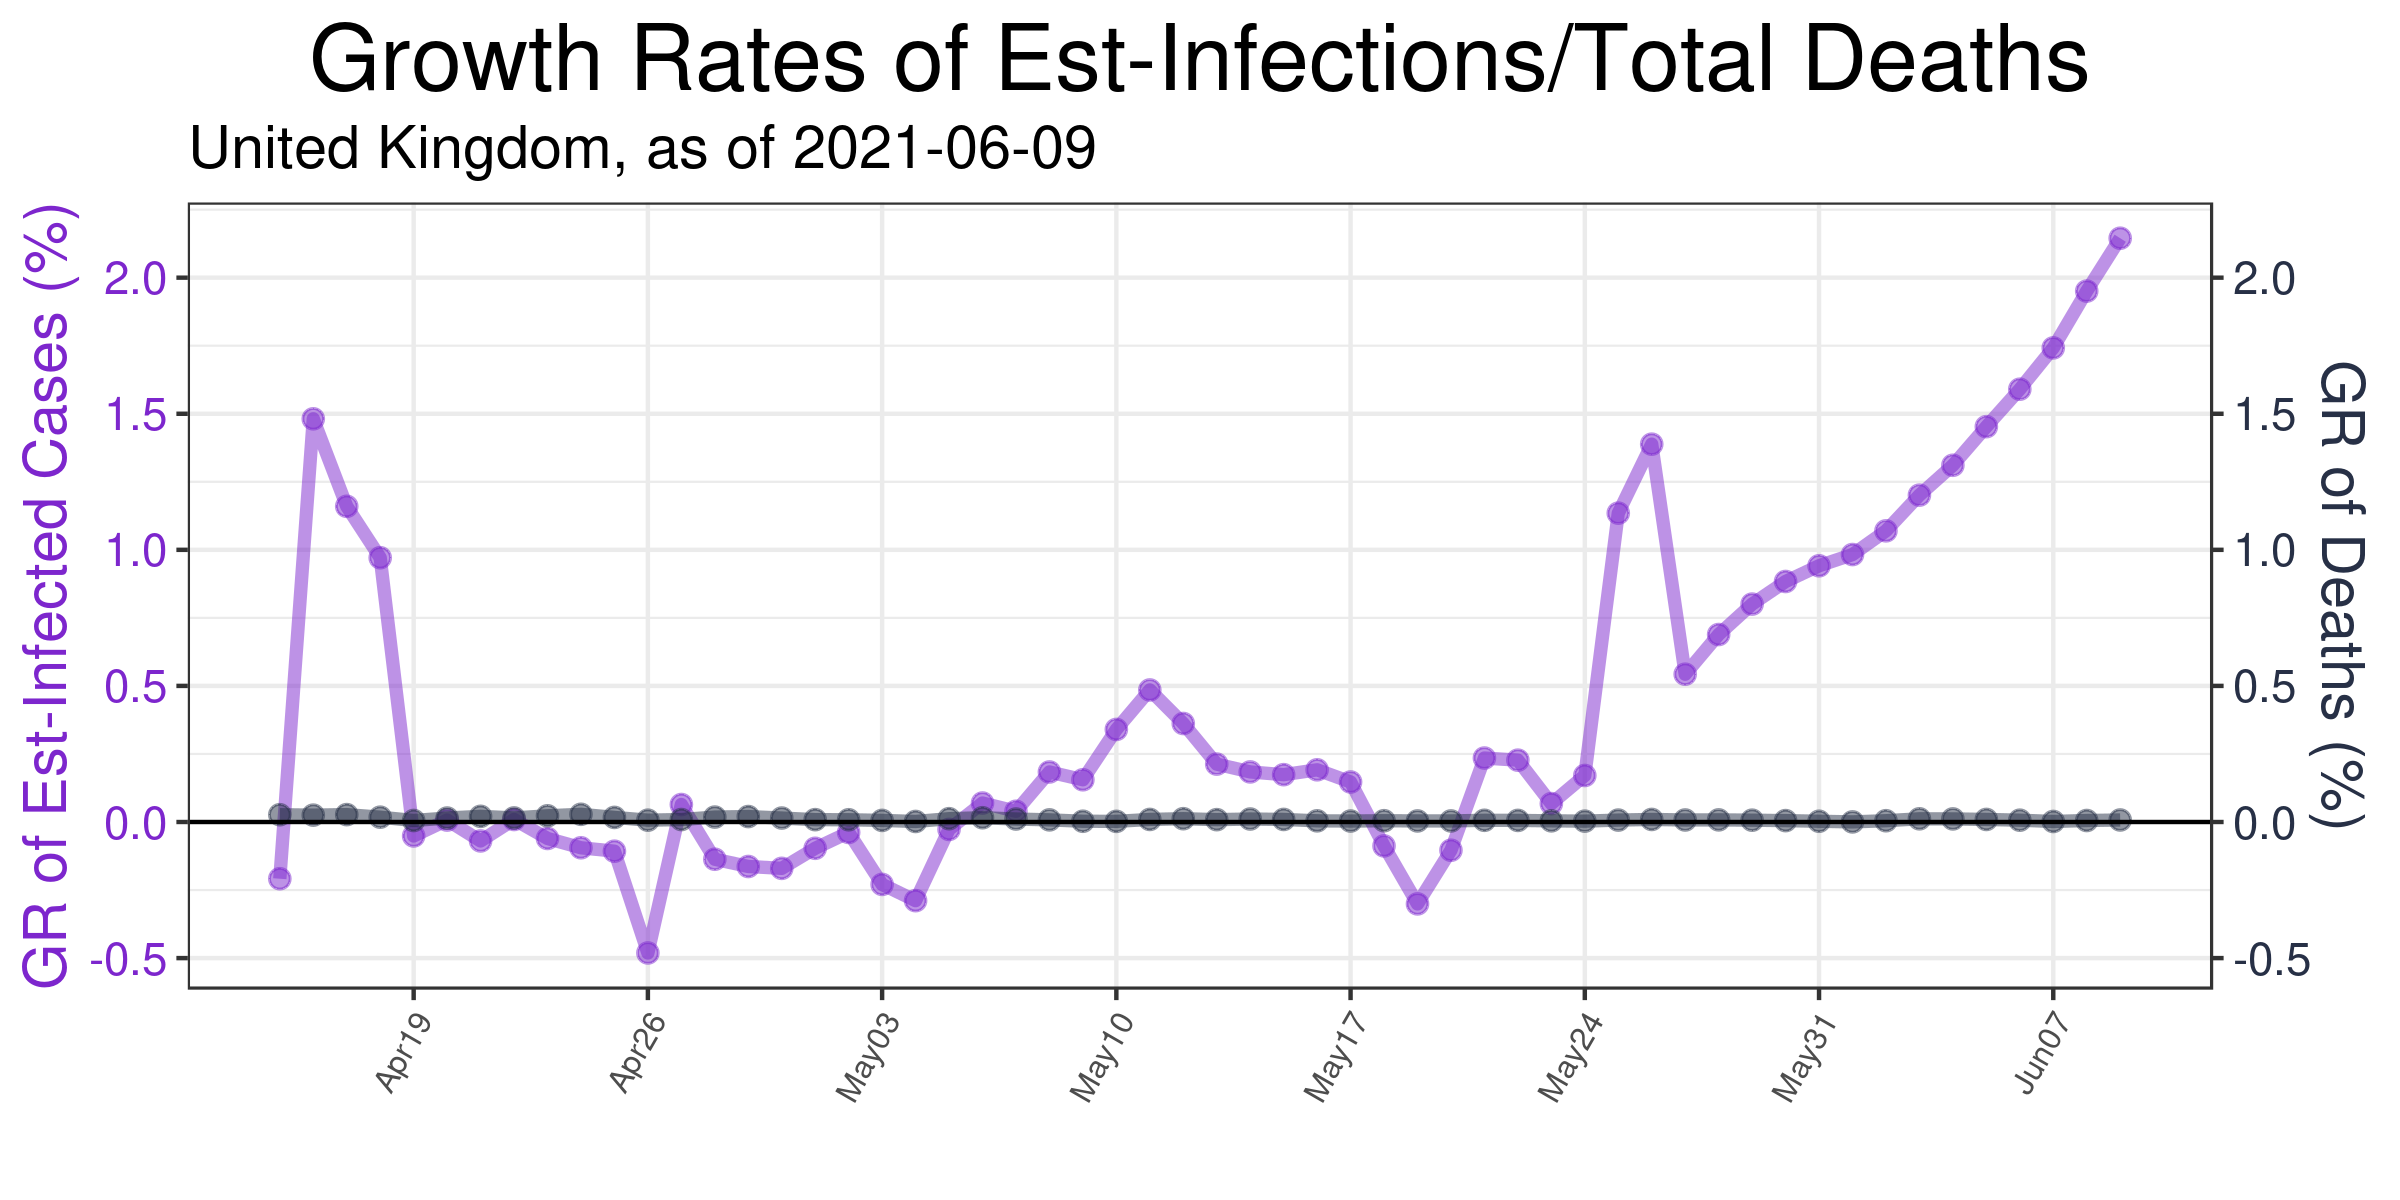 Growth Rates of Est-Infections/Total Deaths
United Kingdom, as of 2021-06-09
GR of Est-Infected Cases (%)
2.0
1.5
1.0
0.5
0.0
-0.5
2.0
1.5
1.0
0.5
0.0
-0.5
GR of Deaths (%)
Apr19
Apr26
May03
May10
May17
May24
May31
Jun07